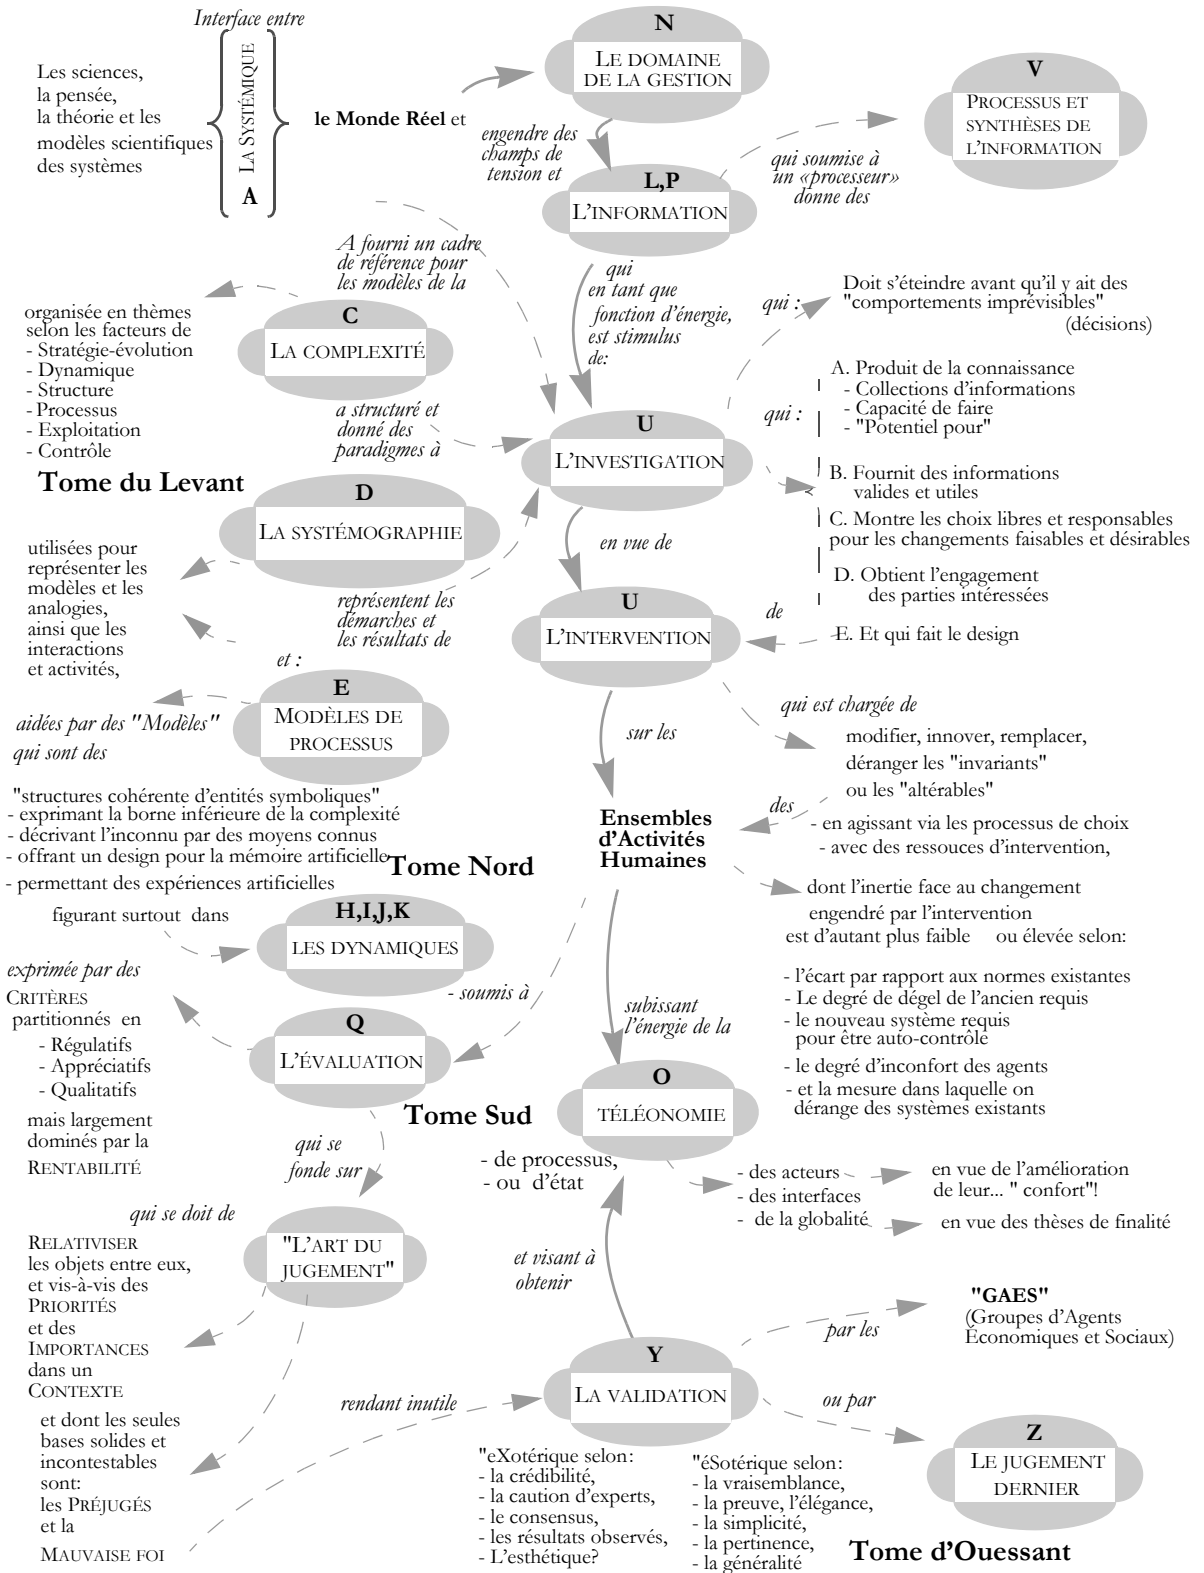 Interface entre
Les sciences,
la pensée,
la théorie et les
modèles scientifiques
des systèmes
LA SYSTÉMIQUE
A
le Monde Réel et
N
LE DOMAINE
DE LA GESTION
engendre des
champs de
tension et
L,P
L'INFORMATION
qui soumise à
un «processeur»
donne des
V
PROCESSUS ET
SYNTHÈSES DE
L'INFORMATION
A fourni un cadre
de référence pour
les modèles de la
qui
en tant que
fonction d'énergie,
est stimulus
de:
C
LA COMPLEXITÉ
organisée en thèmes
selon les facteurs de
- Stratégie-évolution
- Dynamique
- Structure
- Processus
- Exploitation
- Contrôle
Tome du Levant
a structuré et
donné des
paradigmes à
U
L'INVESTIGATION
qui :
Doit s'éteindre avant qu'il y ait des
"comportements imprévisibles"
(décisions)
qui :
A. Produit de la connaissance
- Collections d'informations
- Capacité de faire
- "Potentiel pour"
B. Fournit des informations
valides et utiles
C. Montre les choix libres et responsables
pour les changements faisables et désirables
D. Obtient l'engagement
des parties intéressées
E. Et qui fait le design
de
D
LA SYSTÉMOGRAPHIE
utilisées pour
représenter les
modèles et les
analogies,
ainsi que les
interactions
et activités,
représentent les
démarches et
les résultats de
en vue de
U
L'INTERVENTION
et :
E
MODÈLES DE
PROCESSUS
aidées par des "Modèles"
qui sont des
"structures cohérente d'entités symboliques"
- exprimant la borne inférieure de la complexité
- décrivant l'inconnu par des moyens connus
- offrant un design pour la mémoire artificielle
- permettant des expériences artificielles
Tome Nord
sur les
qui est chargée de
modifier, innover, remplacer,
déranger les "invariants"
ou les "altérables"
des
- en agissant via les processus de choix
- avec des ressouces d'intervention,
Ensembles
d'Activités
Humaines
dont l'inertie face au changement
engendré par l'intervention
est d'autant plus faible ou élevée selon:
- l'écart par rapport aux normes existantes
- Le degré de dégel de l'ancien requis
- le nouveau système requis
pour être auto-contrôle
- le degré d'inconfort des agents
- et la mesure dans laquelle on
dérange des systèmes existants
figurant surtout dans
H,I,J,K
LES DYNAMIQUES
- soumis à
exprimée par des
CRITÈRES
partitionnés en
- Régulatifs
- Appréciatifs
- Qualitatifs
mais largement
dominés par la
RENTABILITÉ
Q
L'ÉVALUATION
Tome Sud
subissant
l'énergie de la
O
TÉLÉONOMIE
- de processus,
- ou d'état
- des acteurs
- des interfaces
- de la globalité
en vue de l'amélioration
de leur... " confort"!
en vue des thèses de finalité
qui se
fonde sur
qui se doit de
"L'ART DU
JUGEMENT"
RELATIVISER
les objets entre eux,
et vis-à-vis des
PRIORITÉS
et des
IMPORTANCES
dans un
CONTEXTE
et dont les seules
bases solides et
incontestables
sont:
les PRÉJUGÉS
et la
MAUVAISE FOI
rendant inutile
et visant à
obtenir
Y
LA VALIDATION
par les
"GAES"
(Groupes d'Agents
Économiques et Sociaux)
ou par
Z
LE JUGEMENT
DERNIER
"eXotérique selon:
- la crédibilité,
- la caution d'experts,
- le consensus,
- les résultats observés,
- L'esthétique?
"éSotérique selon:
- la vraisemblance,
- la preuve, l'élégance,
- la simplicité,
- la pertinence,
- la généralité
Tome d'Ouessant